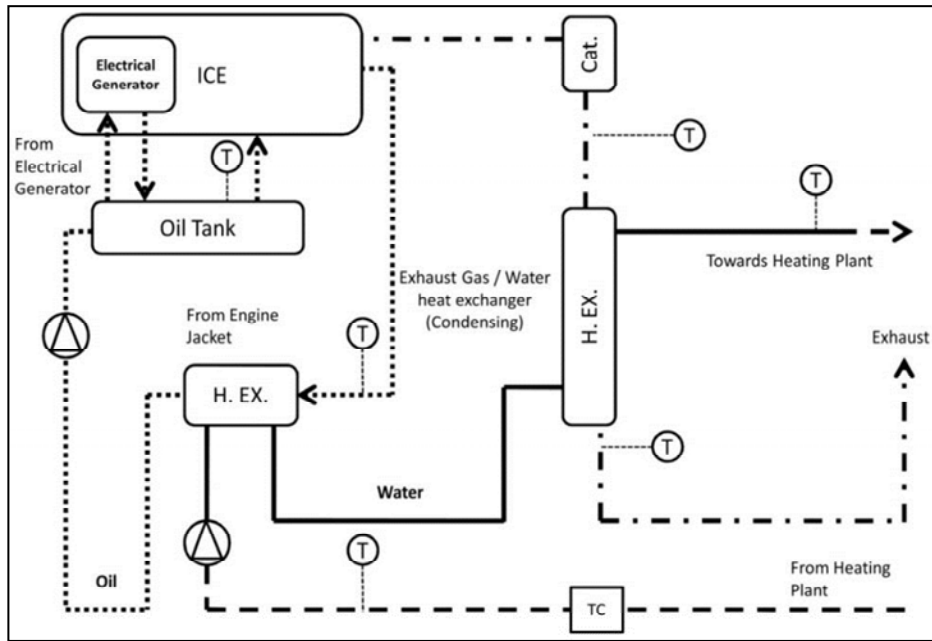 Electrical
Generator
ICE
Cat.
From
Electrical
Generator
T
T
T
Oil Tank
Towards Heating Plant
Exhaust Gas / Water
heat exchanger
(Condensing)
H. EX.
From Engine
Jacket
T
Exhaust
H. EX.
T
Water
T
Oil
From Heating
Plant
TC